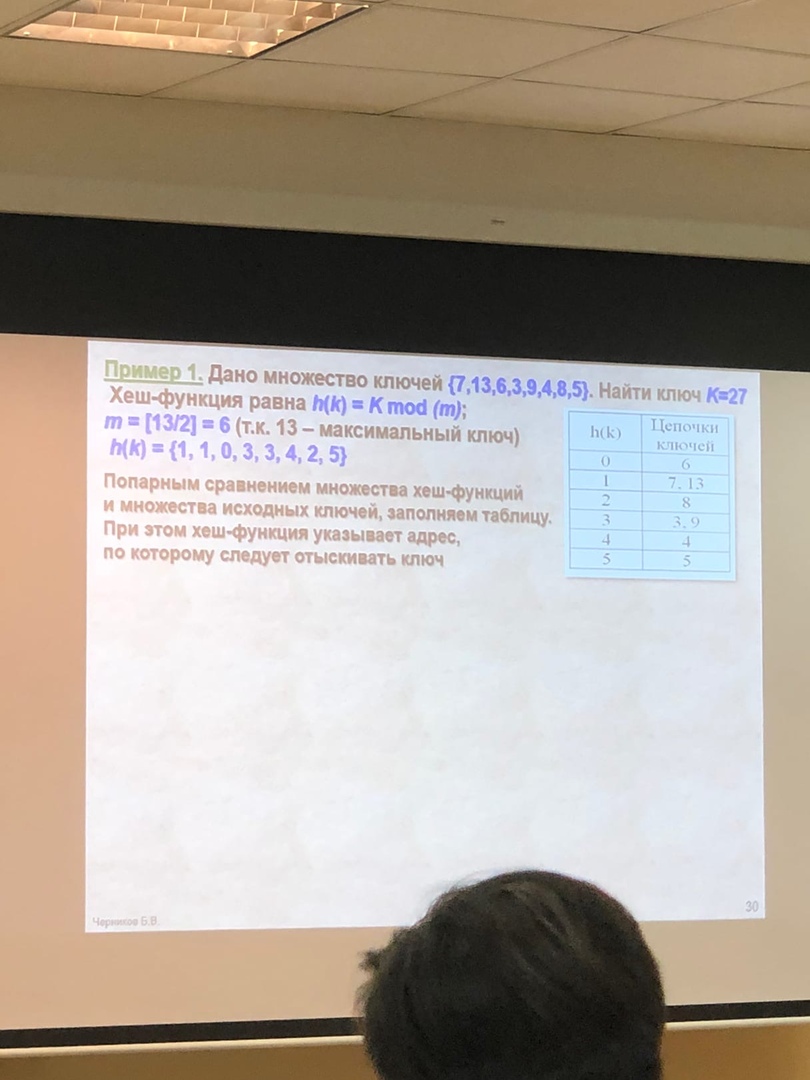 Пример 1. Дано множество ключей {7,13,6,3,9,4,8,5}. Найти ключ K=27
Хеш-функция равна h(k) = K mod (m);
m = [13/2] = 6 (т.к. 13 – максимальный ключ)
h(k) = {1, 1, 0, 3, 3, 4, 2, 5}
Попарным сравнением множества хеш-функций
и множества исходных ключей, заполняем таблицу.
При этом хеш-функция указывает адрес,
по которому следует отыскивать ключ
h(k) Цепочки
ключей
0 6
1 7, 13
2 8
3 3, 9
4 4
5 5
Черников Б.В.
30